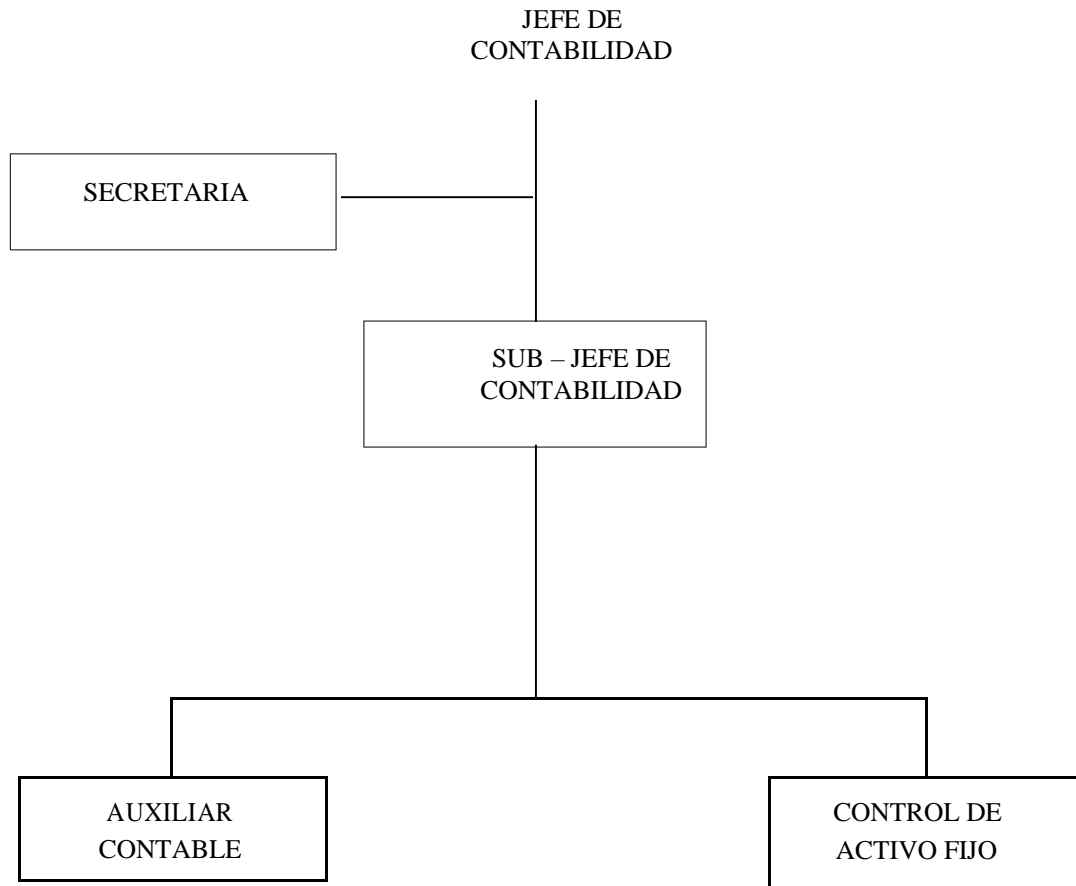 JEFE DE
CONTABILIDAD
SECRETARIA
SUB – JEFE DE
CONTABILIDAD
AUXILIAR
CONTABLE
CONTROL DE
ACTIVO FIJO